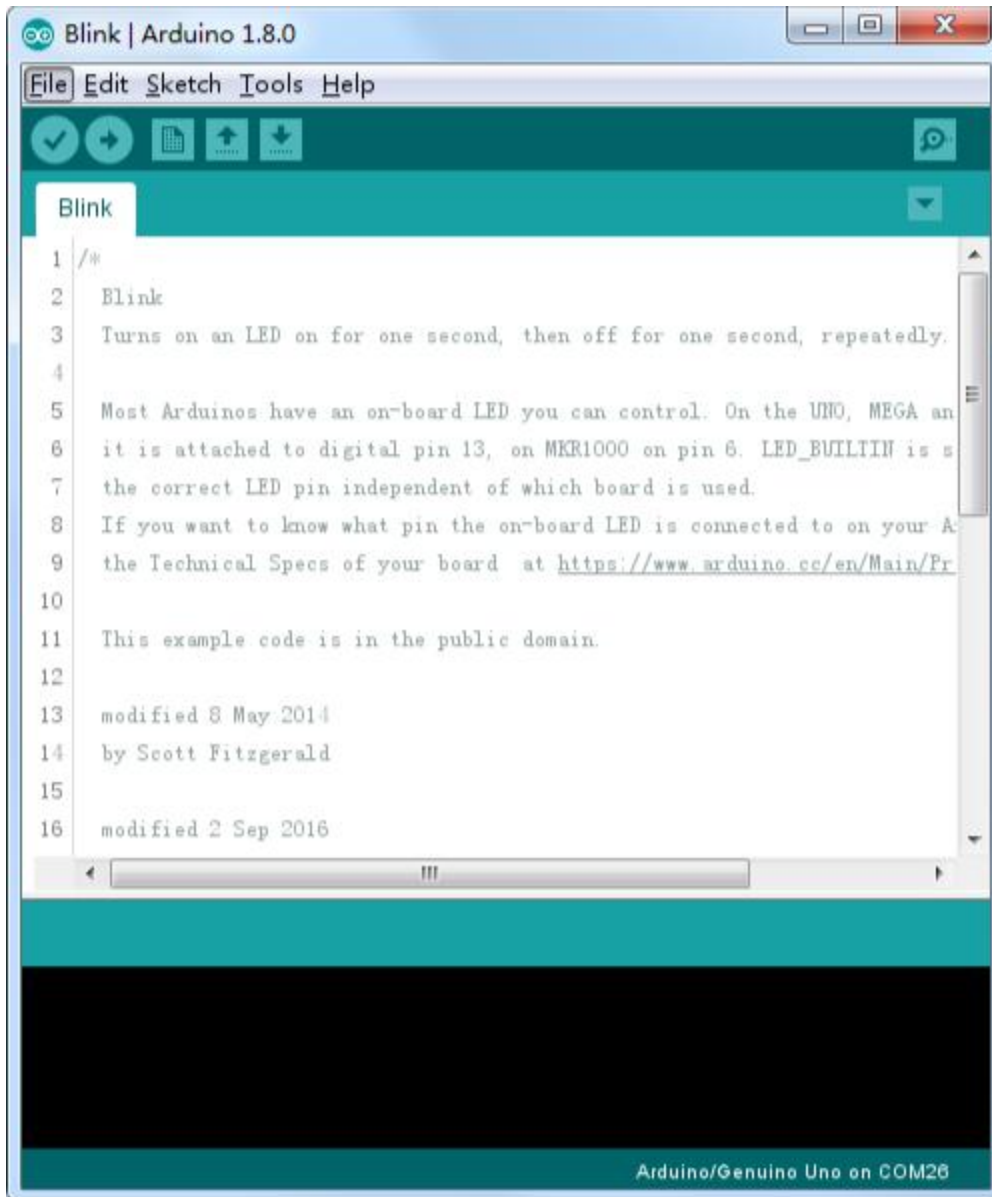 Blink | Arduino 1.8.0
File Edit Sketch Tools Help
Blink
1 /*
2 Blink
3 Turns on an LED on for one second, then off for one second, repeatedly.
4
5 Most Arduinos have an on-board LED you can control. On the UNO, MEGA an
6 it is attached to digital pin 13, on MKR1000 on pin 6. LED_BUILTIN is s
7 the correct LED pin independent of which board is used.
8 If you want to know what pin the on-board LED is connected to on your A
9 the Technical Specs of your board at https://www.arduino.cc/en/Main/Pr
10
11 This example code is in the public domain.
12
13 modified 8 May 2014
14 by Scott Fitzgerald
15
16 modified 2 Sep 2016
Arduino/Genuino Uno on COM26